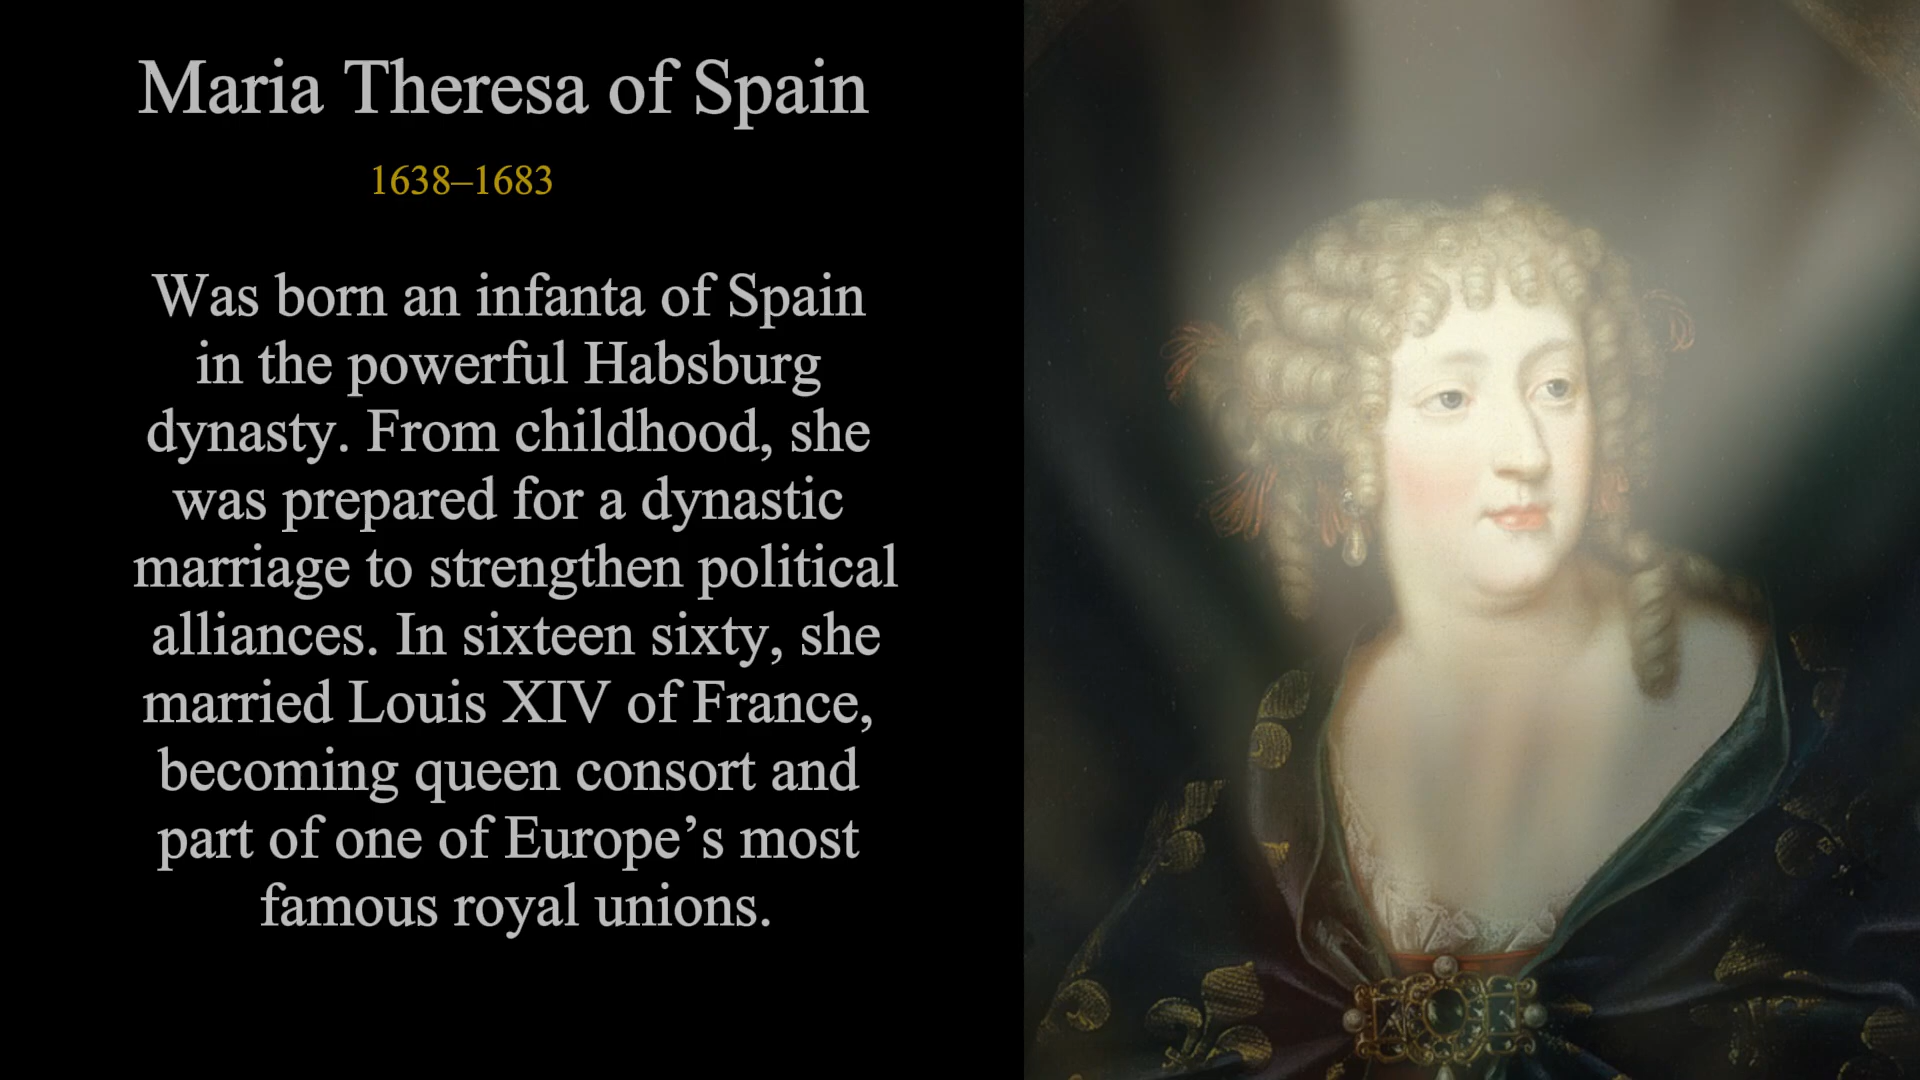 Maria Theresa of Spain
1638–1683
Was born an infanta of Spain
in the powerful Habsburg
dynasty. From childhood, she
was prepared for a dynastic
marriage to strengthen political
alliances. In sixteen sixty, she
married Louis XIV of France,
becoming queen consort and
part of one of Europe’s most
famous royal unions.